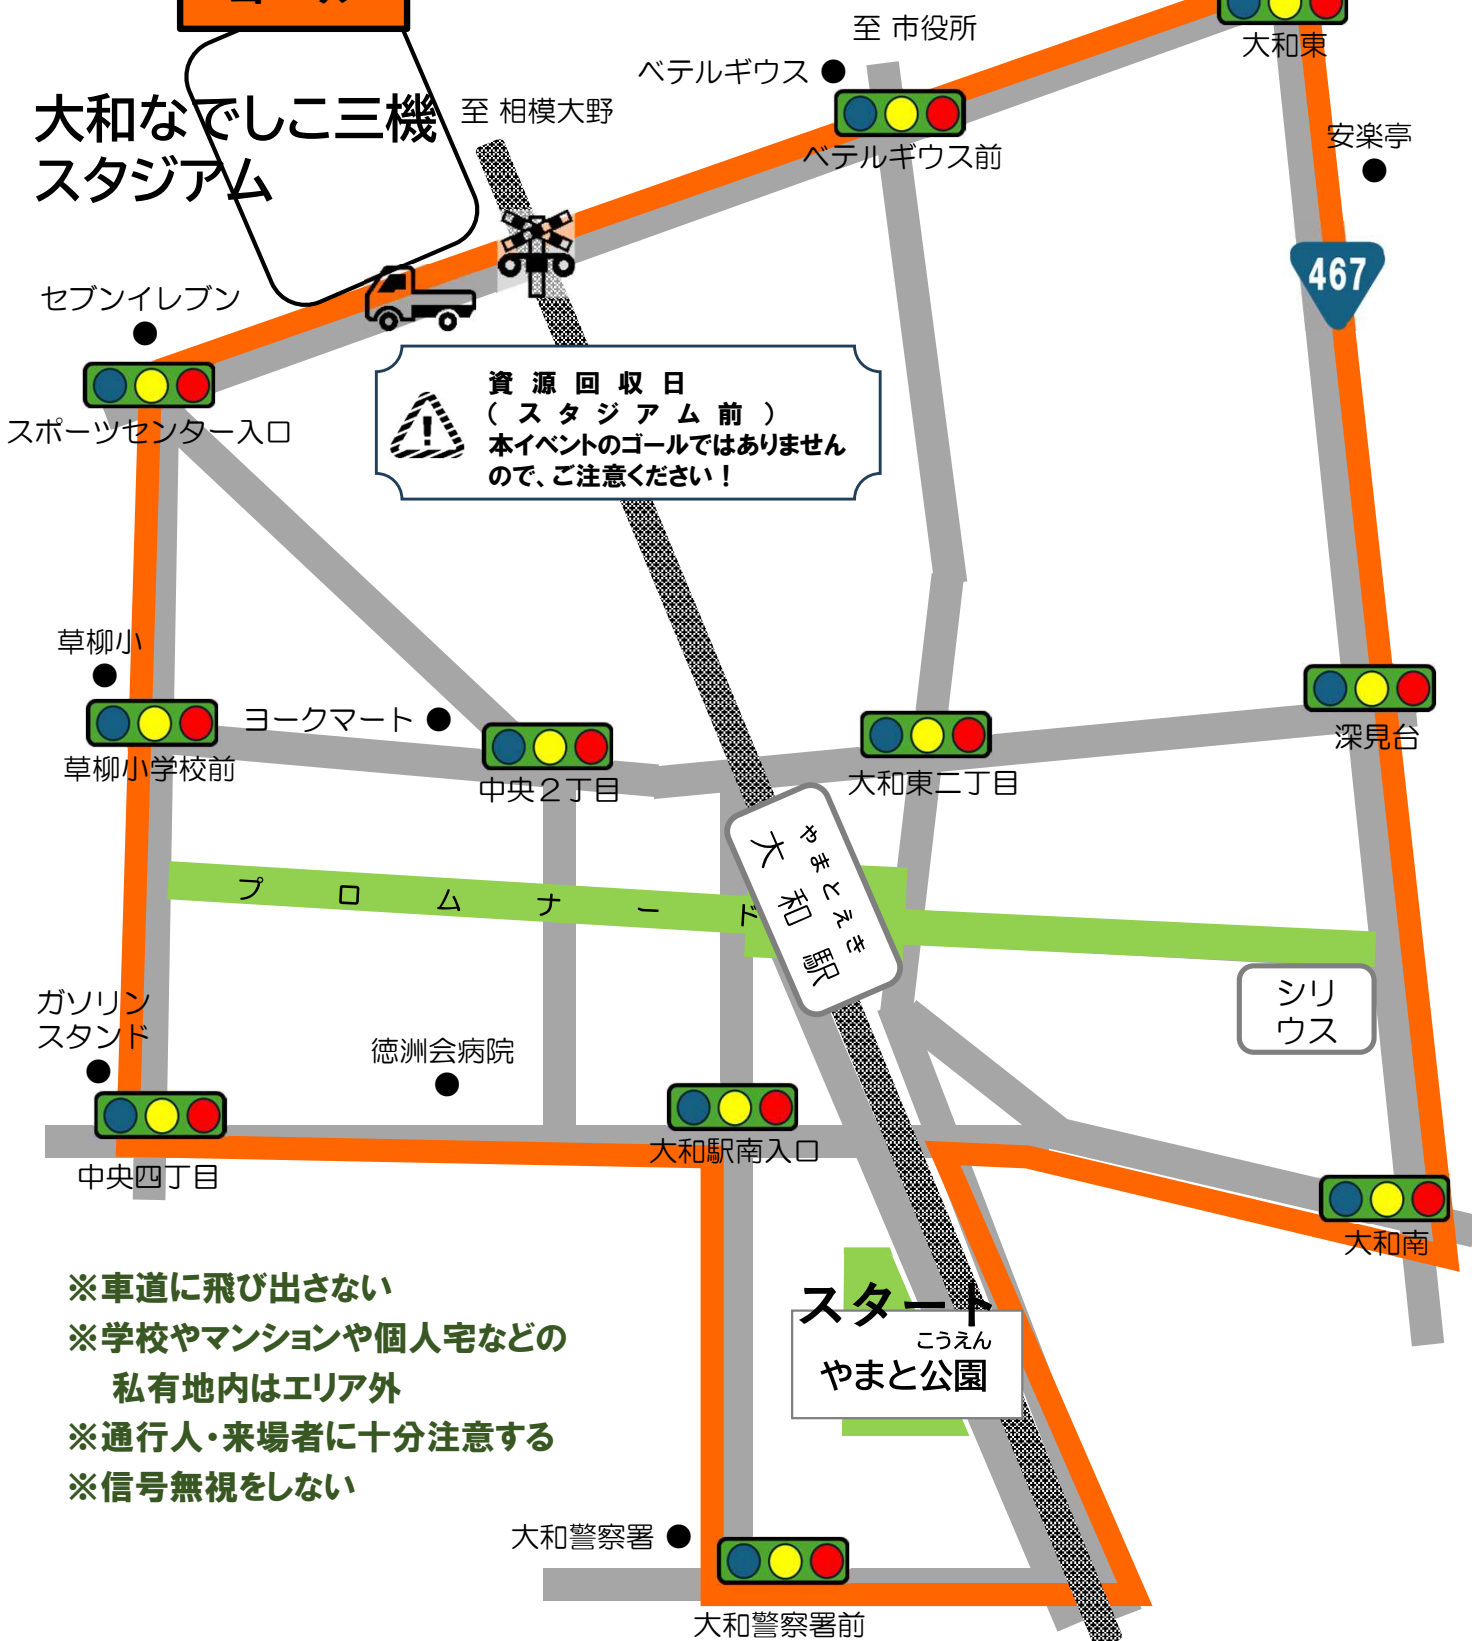 ゴール
至 市役所
大和東
ベテルギウス
大和なでしこ三機
スタジアム
至 相模大野
ベテルギウス前
安楽亭
467
セブンイレブン
スポーツセンター入口
資源回収日
(スタジアム前)
本イベントのゴールではありません
ので、ご注意ください!
草柳小
ヨークマート
草柳小学校前
中央2丁目
大和東二丁目
深見台
プロムナード
やまとえき
大和駅
シリ
ウス
ガソリン
スタンド
徳洲会病院
大和駅南入口
中央四丁目
大和南
スタート
こうえん
やまと公園
※車道に飛び出さない
※学校やマンションや個人宅などの
私有地内はエリア外
※通行人・来場者に十分注意する
※信号無視をしない
大和警察署
大和警察署前